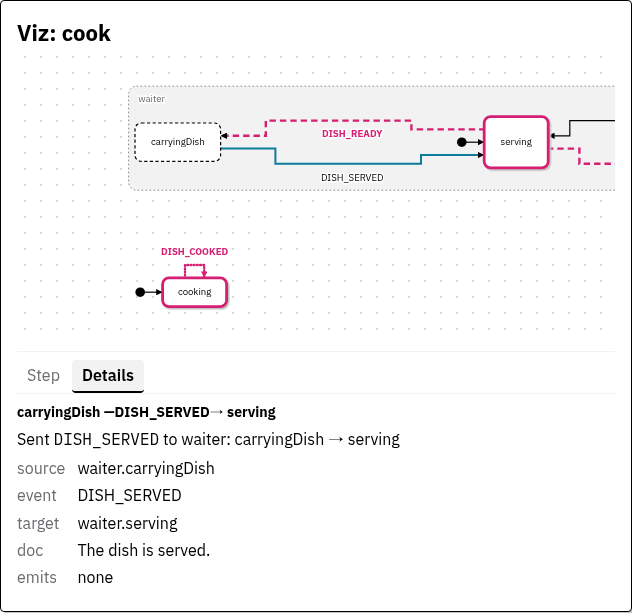 Viz: cook
waiter
carryingDish
DISH_READY
serving
DISH_SERVED
DISH_COOKED
cooking
Step Details
carryingDish —DISH_SERVED→ serving
Sent DISH_SERVED to waiter: carryingDish → serving
source waiter.carryingDish
event DISH_SERVED
target waiter.serving
doc The dish is served.
emits none